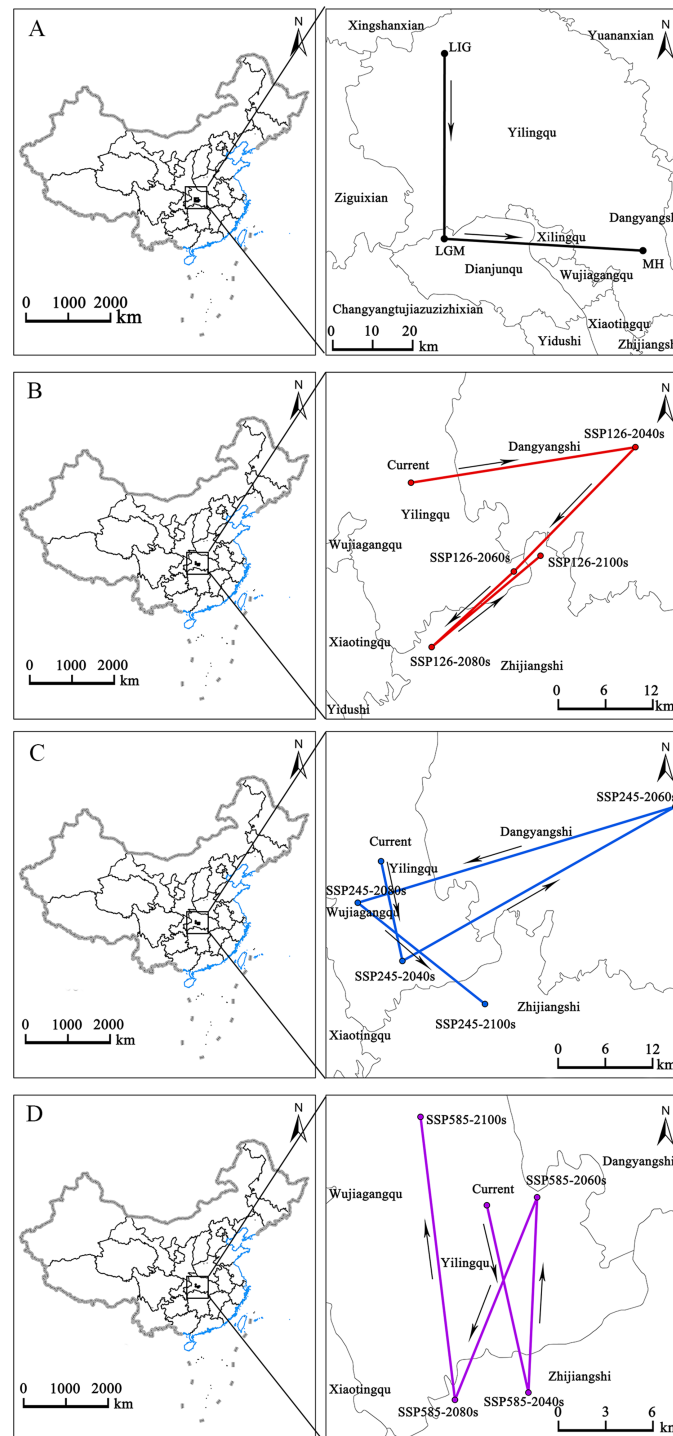 A
N
0 1000 2000
km
Xingshanxian
Yuananxian
N
LIG
Yilingqu
Ziguixian
Dangyangshi
Xilingqu
LGM
MH
Dianjunqu
Wujiagangqu
Changyangtujiazuzizhixian
Xiaotingqu
0 10 20
km
Yidushi
Zhijiangshi
B
N
0 1000 2000
km
N
SSP126-2040s
Dangyangshi
Current
Yilingqu
Wujiagangqu
SSP126-2060s
SSP126-2100s
Xiaotingqu
SSP126-2080s
Zhijiangshi
Yidushi
0 6 12
km
C
N
0 1000 2000
km
N
SSP245-2060s
Dangyangshi
Current
Yilingqu
SSP245-2080s
Wujiagangqu
SSP245-2040s
Zhijiangshi
SSP245-2100s
Xiaotingqu
0 6 12
km
D
N
0 1000 2000
km
N
SSP585-2100s
Dangyangshi
SSP585-2060s
Wujiagangqu
Current
Yilingqu
Zhijiangshi
Xiaotingqu
SSP585-2040s
SSP585-2080s
0 3 6
km